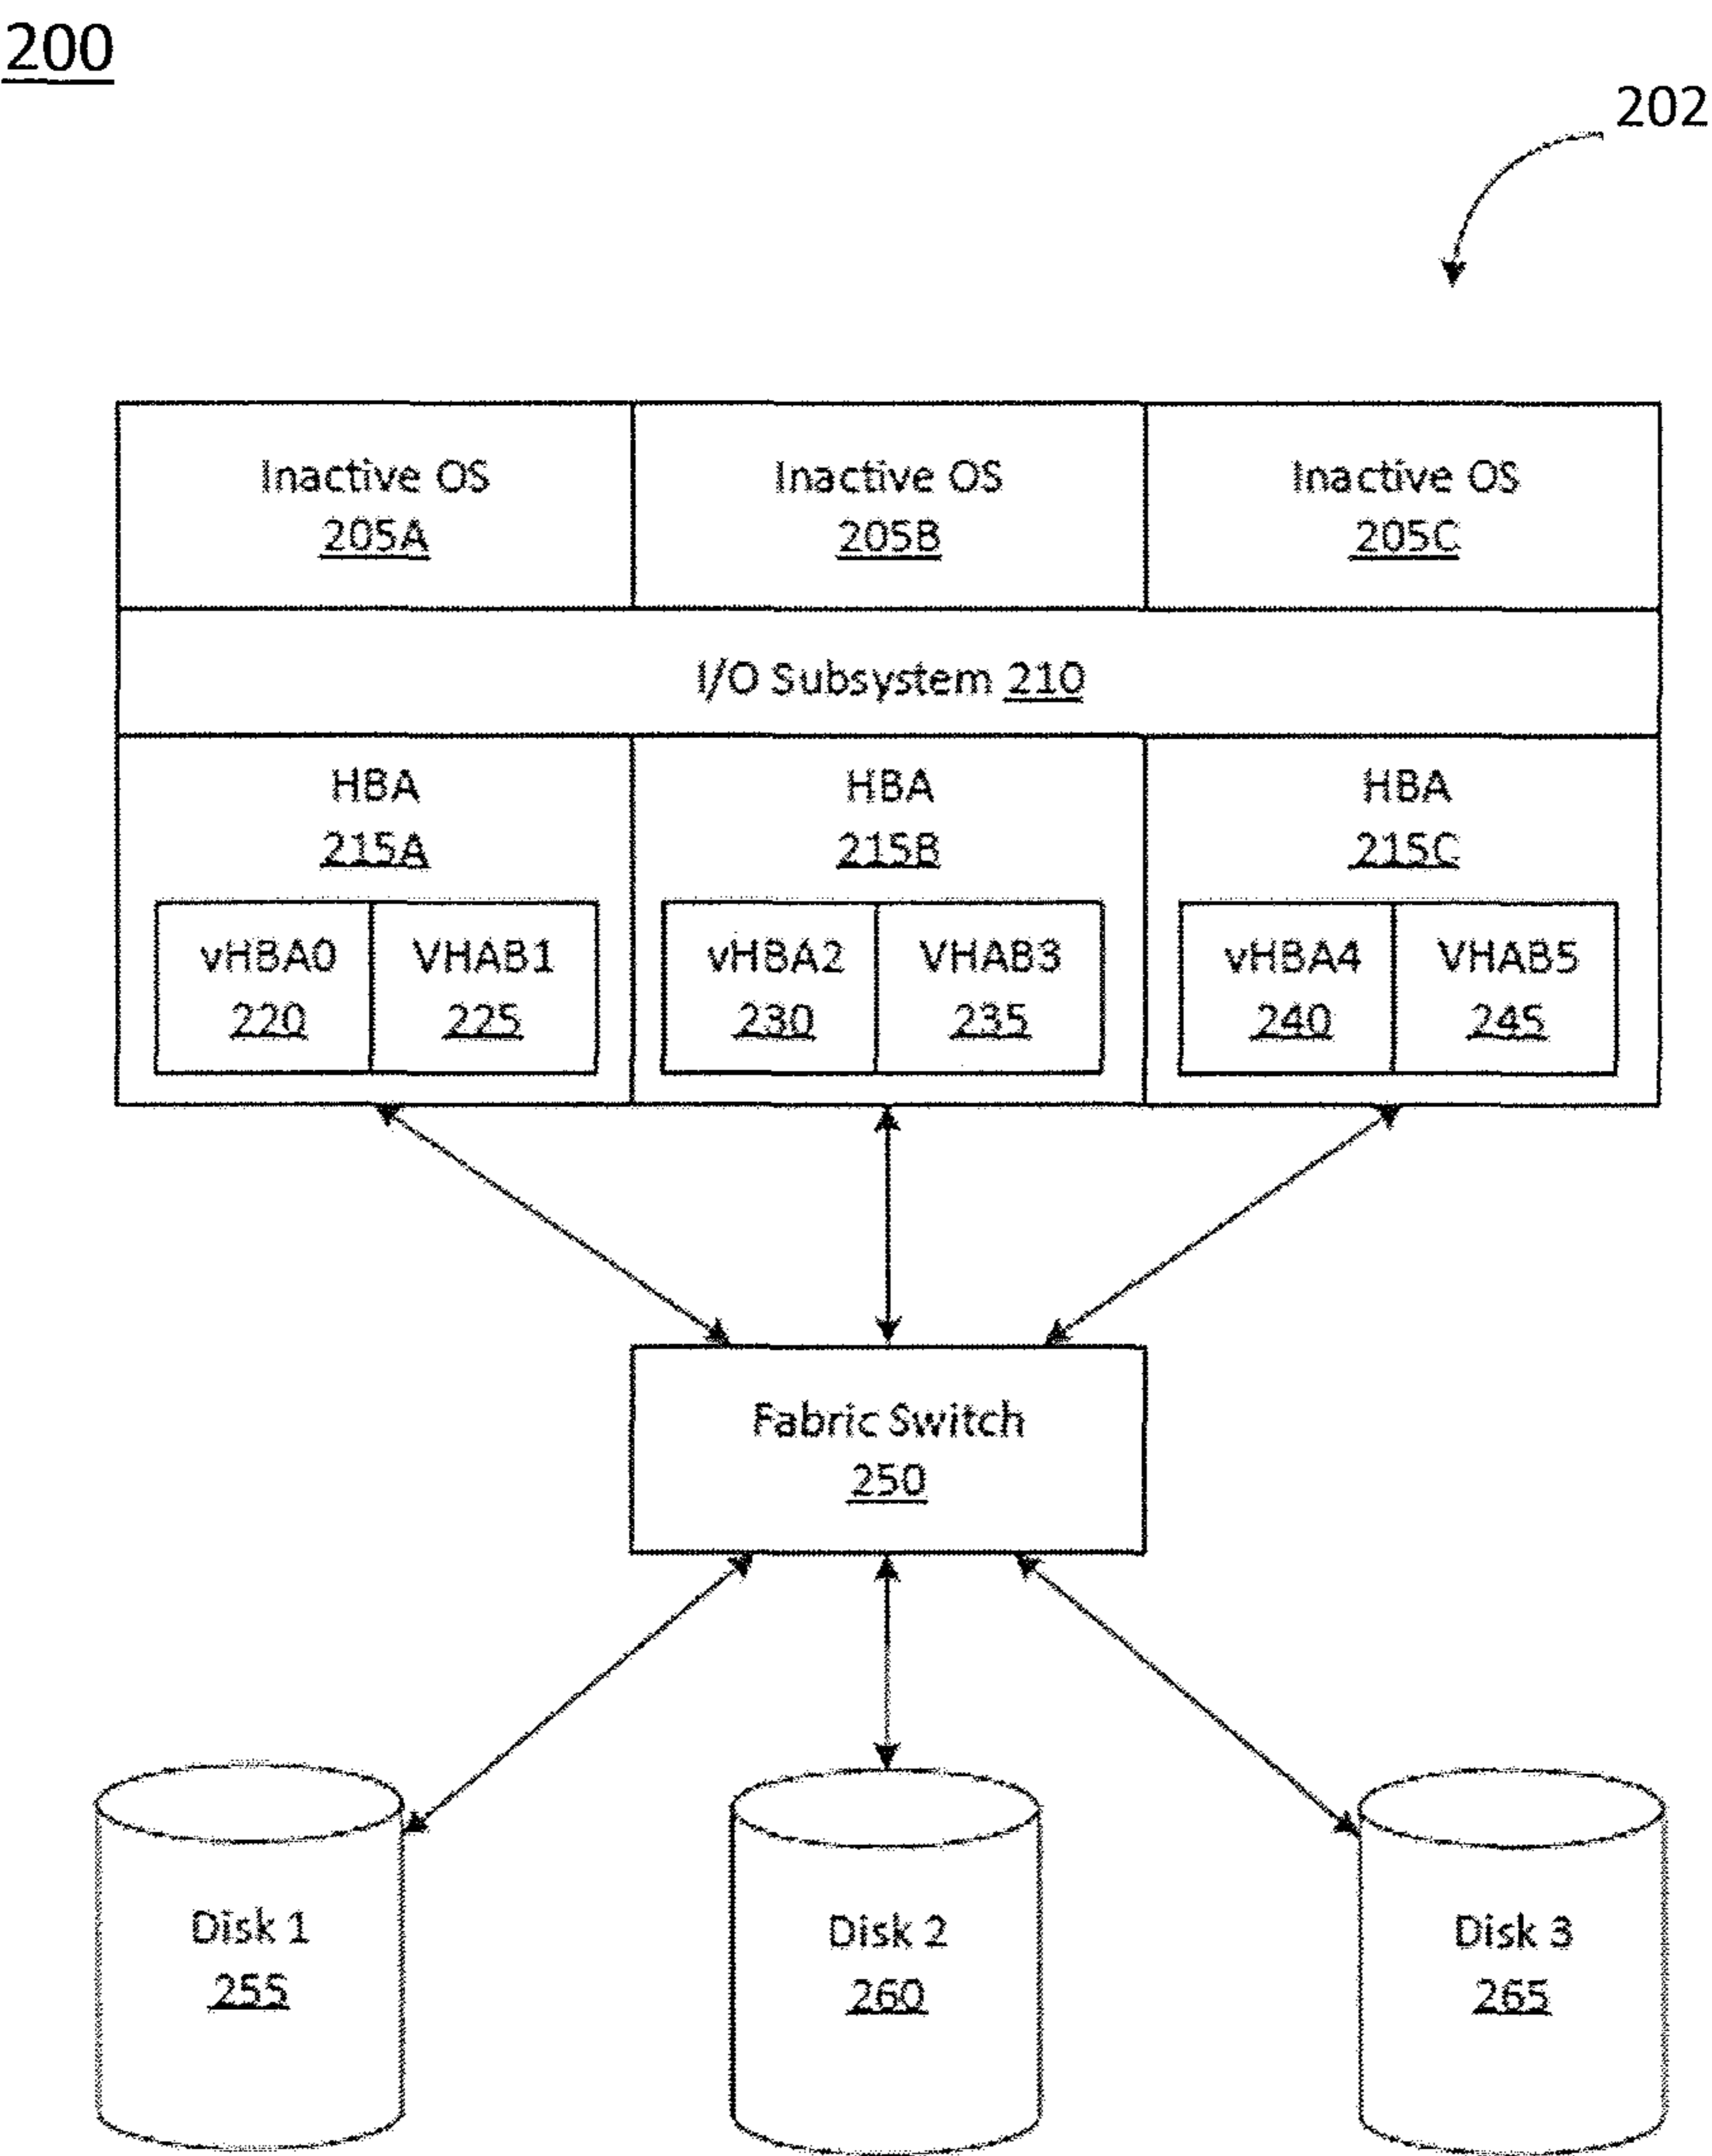 200
202
Inactive OS
205A
Inactive OS
205B
Inactive OS
205C
I/O Subsystem 210
HBA
215A
HBA
215B
HBA
215C
vHBA0
220
VHAB1
225
vHBA2
230
VHAB3
235
vHBA4
240
VHAB5
245
Fabric Switch
250
Disk 1
255
Disk 2
260
Disk 3
265